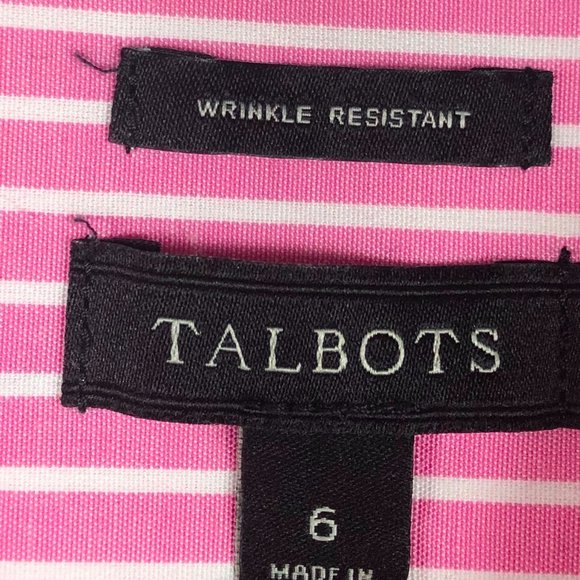 WRINKLE RESISTANT
TALBOTS
6
MADE IN